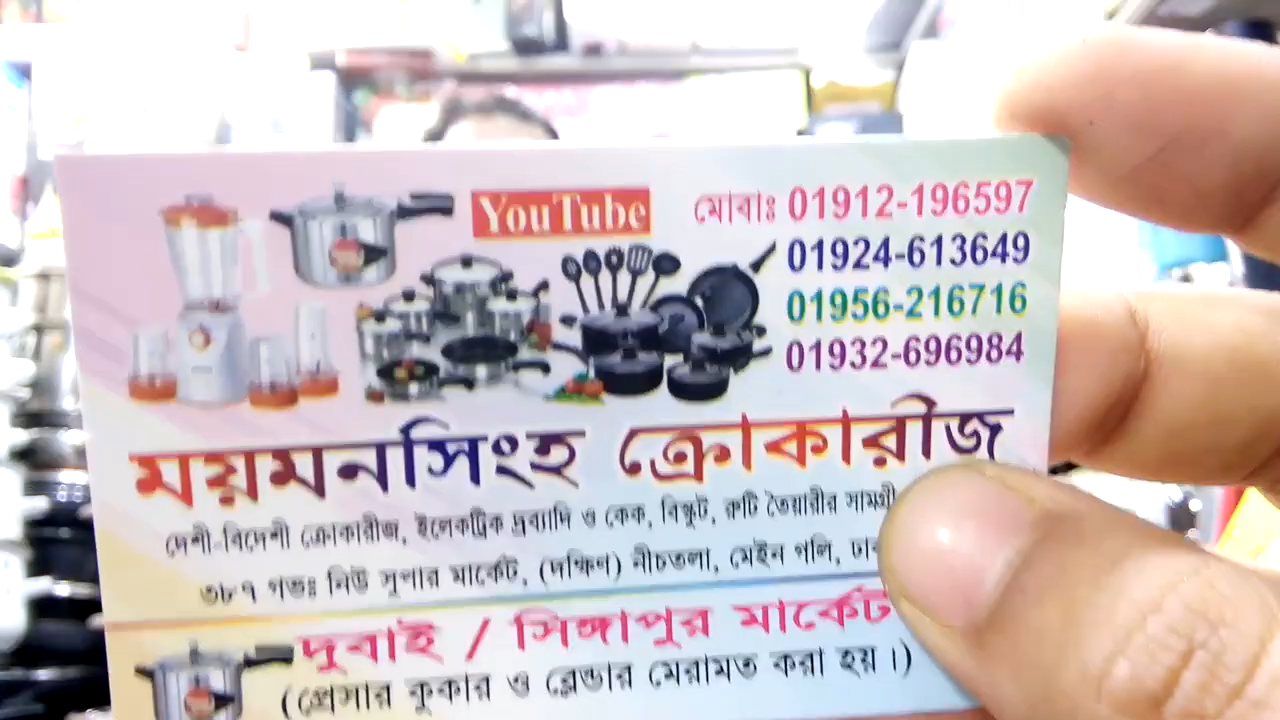 YouTube
মোবাঃ 01912-196597
01924-613649
01956-216716
01932-696984
ময়মনসিংহ ক্রোকারীজ
দেশী-বিদেশী ক্রোকারীজ, ইলেকট্রিক দ্রব্যাদি ও কেক, বিস্কুট, রুটি তৈয়ারীর সামগ্রী
৩৮৭ গভঃ নিউ সুপার মার্কেট, (দক্ষিণ) নীচতলা, মেইন গলি,
দুবাই / সিঙ্গাপুর মার্কেট
(প্রেসার কুকার ও ব্লেন্ডার মেরামত করা হয়।)